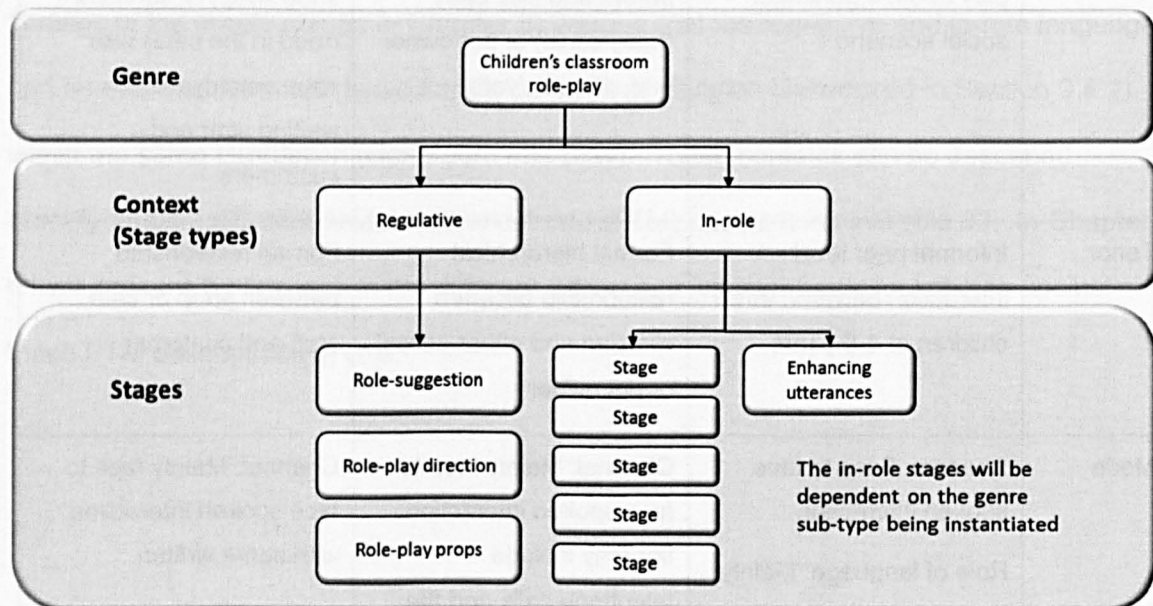 Genre
Children's classroom
role-play
Context
(Stage types)
Regulative
In-role
Stages
Role-suggestion
Role-play direction
Role-play props
Stage
Stage
Stage
Stage
Stage
Enhancing
utterances
The in-role stages will be
dependent on the genre
sub-type being instantiated